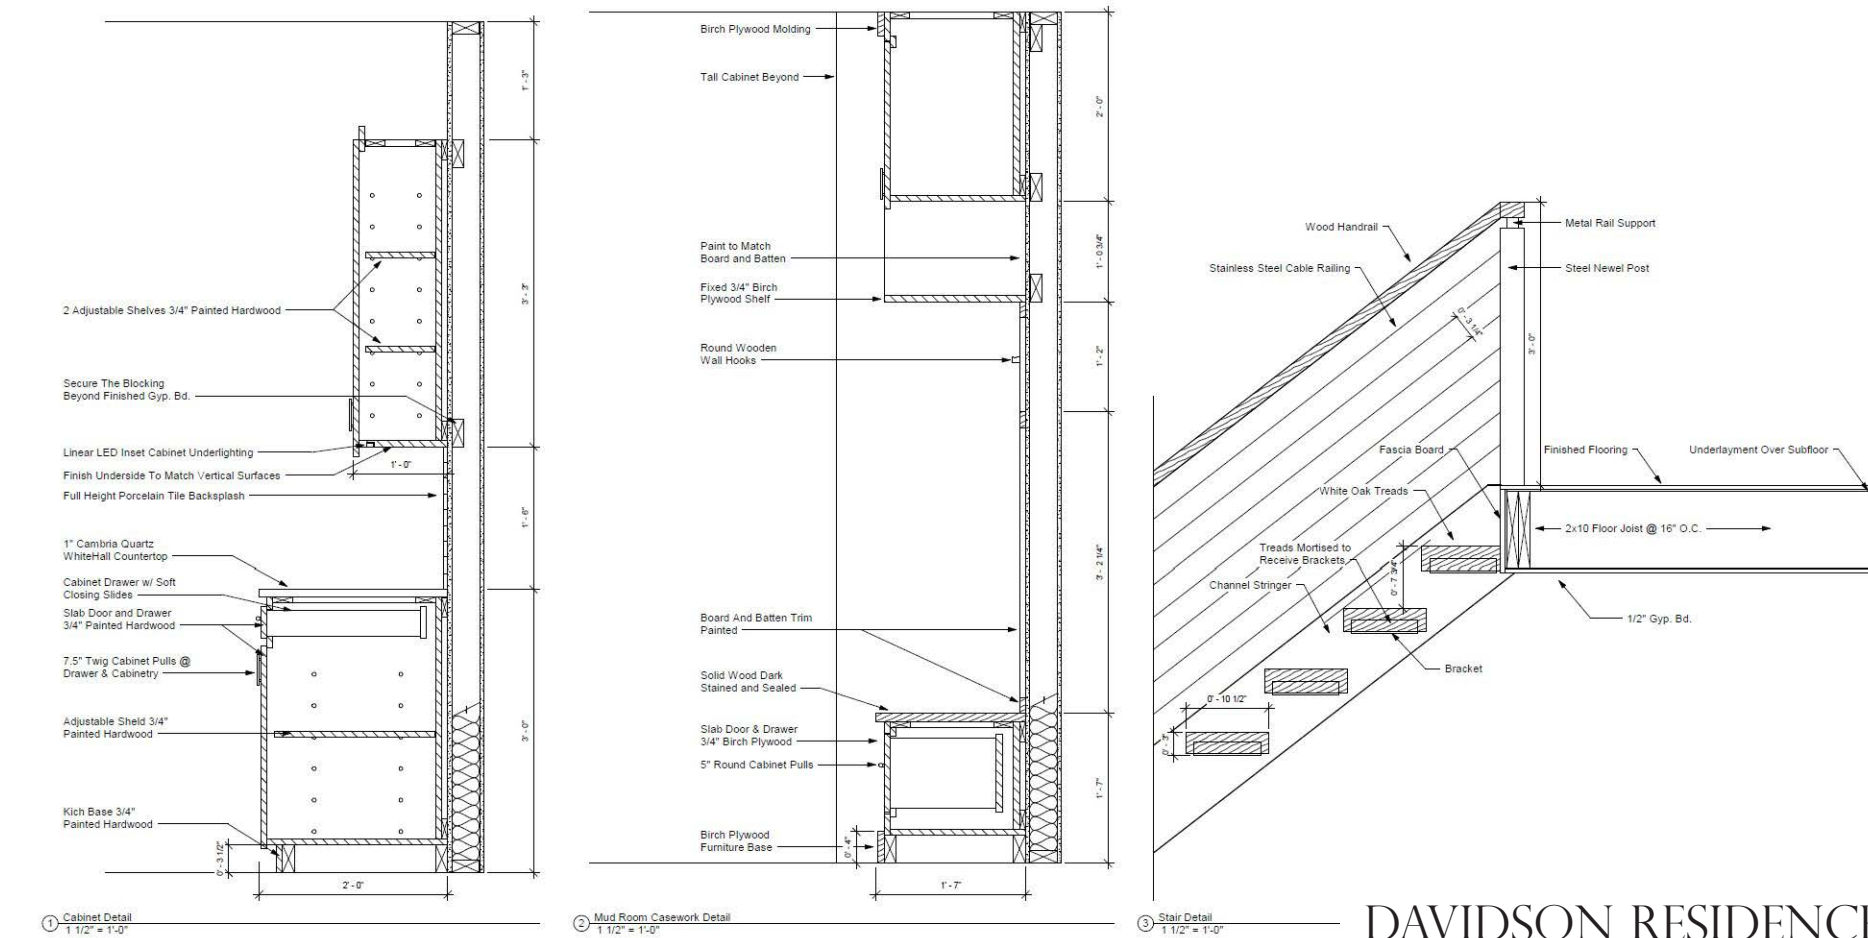 1' - 3"
3' - 3"
2 Adjustable Shelves 3/4" Painted Hardwood
Secure The Blocking
Beyond Finished Gyp. Bd.
Linear LED Inset Cabinet Underlighting
1' - 0"
Finish Underside To Match Vertical Surfaces
Full Height Porcelain Tile Backsplash
1' - 6"
1" Cambria Quartz
WhiteHall Countertop
Cabinet Drawer w/ Soft
Closing Slides
Slab Door and Drawer
3/4" Painted Hardwood
7.5" Twig Cabinet Pulls @
Drawer & Cabinetry
Adjustable Sheld 3/4"
Painted Hardwood
3' - 0"
Kich Base 3/4"
Painted Hardwood
0' - 3 1/2"
2' - 0"
1 Cabinet Detail
1 1/2" = 1'-0"
Birch Plywood Molding
Tall Cabinet Beyond
2' - 0"
Paint to Match
Board and Batten
1' - 0 3/4"
Fixed 3/4" Birch
Plywood Shelf
Round Wooden
Wall Hooks
1' - 2"
3' - 2 1/4"
Board And Batten Trim
Painted
Solid Wood Dark
Stained and Sealed
Slab Door & Drawer
3/4" Birch Plywood
5" Round Cabinet Pulls
1' - 7"
Birch Plywood
Furniture Base
0' - 4"
1' - 7"
2 Mud Room Casework Detail
1 1/2" = 1'-0"
Wood Handrail
Metal Rail Support
Stainless Steel Cable Railing
Steel Newel Post
0' - 3 1/4"
3' - 0"
Fascia Board
Finished Flooring
Underlayment Over Subfloor
White Oak Treads
2x10 Floor Joist @ 16" O.C.
Treads Mortised to
Receive Brackets
0' - 7 3/4"
Channel Stringer
1/2" Gyp. Bd.
Bracket
0' - 10 1/2"
0' - 3"
3 Stair Detail
1 1/2" = 1'-0"
DAVIDSON RESIDENC